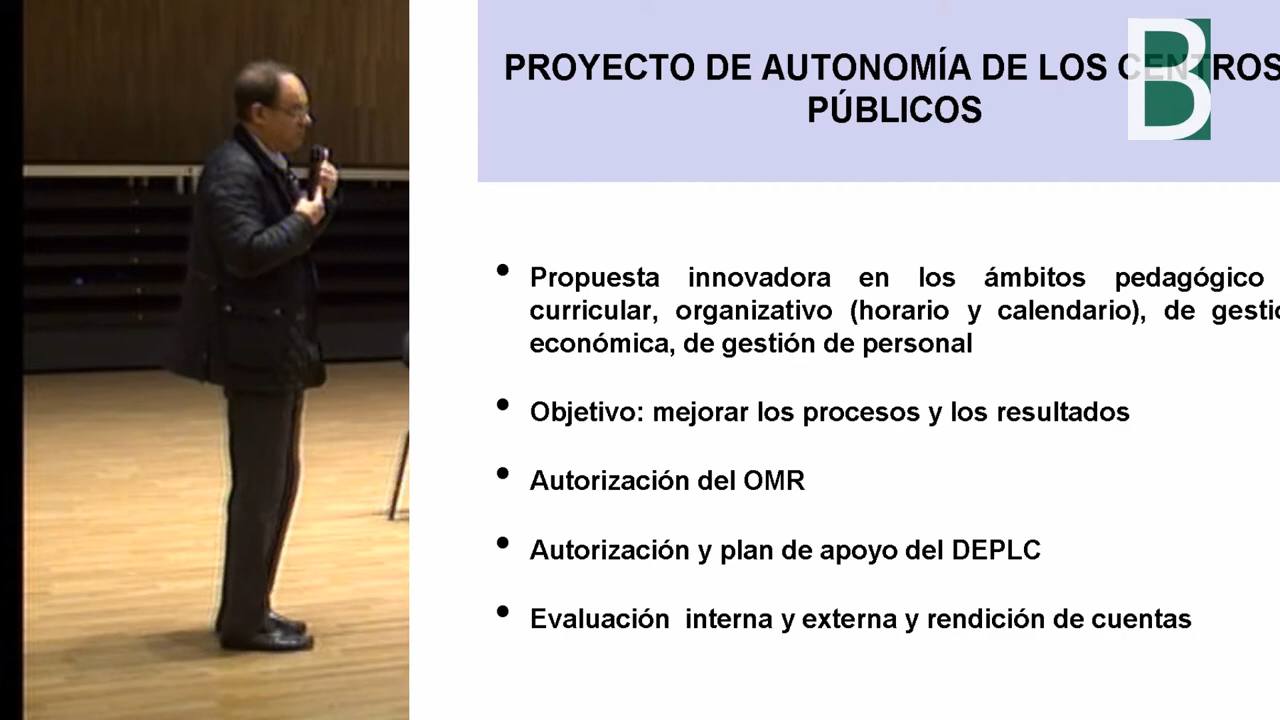 PROYECTO DE AUTONOMÍA DE LOS CENTROS
PÚBLICOS
B
• Propuesta innovadora en los ámbitos pedagógico
curricular, organizativo (horario y calendario), de
económica, de gestión de personal
• Objetivo: mejorar los procesos y los resultados
• Autorización del OMR
• Autorización y plan de apoyo del DEPLC
• Evaluación interna y externa y rendición de cuentas